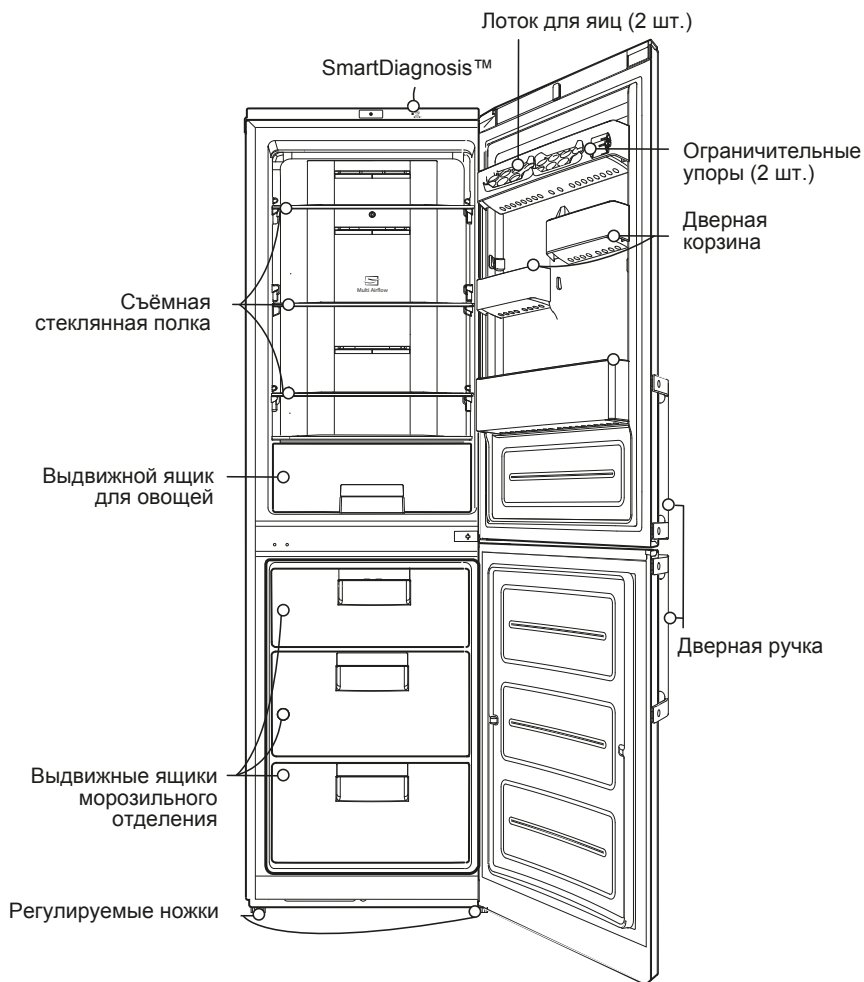 Лоток для яиц (2 шт.)
SmartDiagnosis™
Ограничительные
упоры (2 шт.)
Дверная
корзина
Multi Airflow
Съёмная
стеклянная полка
Выдвижной ящик
для овощей
Дверная ручка
Выдвижные ящики
морозильного
отделения
Регулируемые ножки